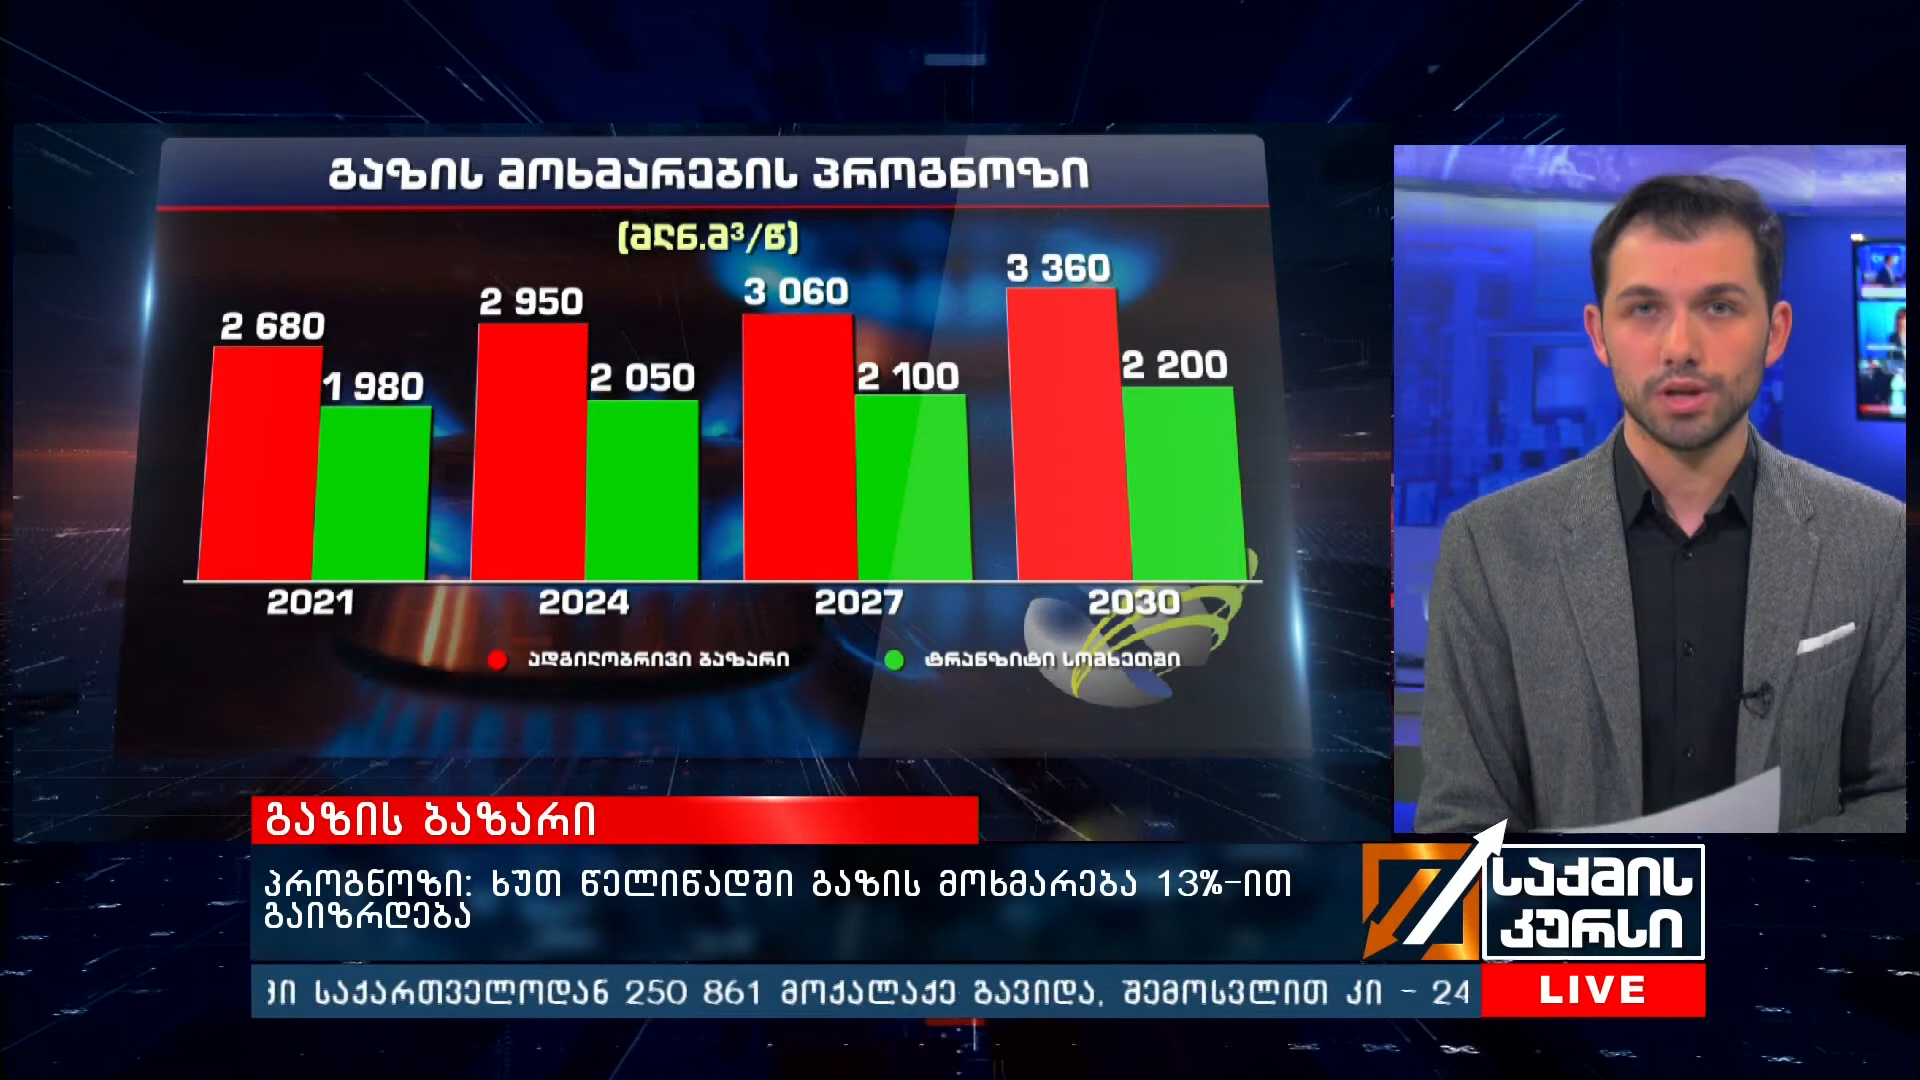 გაზის მოხმარების პროგნოზი
(მლნ.მ³/წ)
2 680
1 980
2 950
2 050
3 060
2 100
3 360
2 200
2021
2024
2027
2030
ადგილობრივი ბაზარი
ტრანზიტი სომხეთში
გაზის ბაზარი
პროგნოზი: ხუთ წელიწადში გაზის მოხმარება 13%-ით
გაიზრდება
საქმის
კურსი
ში საქართველოდან 250 861 მოქალაქე გავიდა, შემოსვლით კი - 24
LIVE